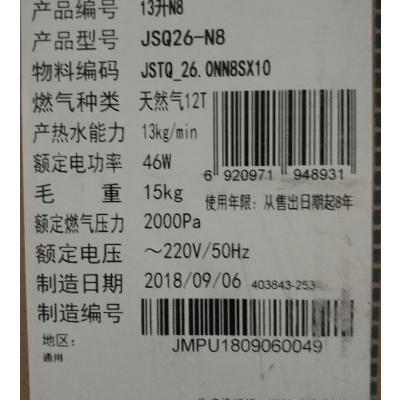 产品编号 13升N8
产品型号 JSQ26-N8
物料编码 JSTQ_26.0NN8SX10
燃气种类 天然气12T
产热水能力 13kg/min
额定电功率 46W
6 920971 948931
毛 重 15kg
使用年限：从售出日期起8年
额定燃气压力 2000Pa
额定电压 ～220V/50Hz
制造日期 2018/09/06 403843-253
制造编号
JMPU1809060049
地区：
通用